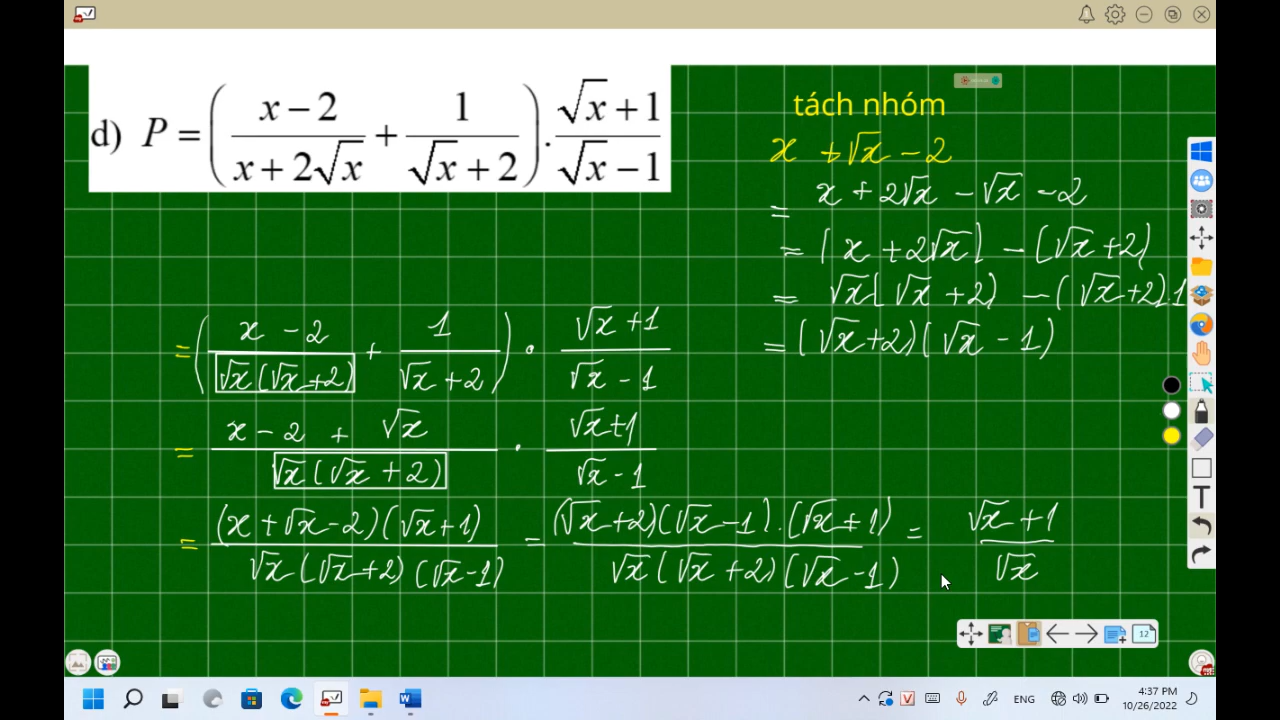 d) P = ( (x − 2)/(x + 2√x) + 1/(√x + 2) ) . (√x + 1)/(√x − 1)
tách nhóm
x + √x − 2
= x + 2√x − √x − 2
= (x + 2√x) − (√x + 2)
= √x(√x + 2) − (√x + 2).1
= (√x + 2)(√x − 1)
= ( (x − 2)/(√x(√x + 2)) + 1/(√x + 2) ) . (√x + 1)/(√x − 1)
= (x − 2 + √x)/(√x(√x + 2)) . (√x + 1)/(√x − 1)
= (x + √x − 2)(√x + 1)/(√x(√x + 2)(√x − 1)) = (√x + 2)(√x − 1).(√x + 1)/(√x(√x + 2)(√x − 1)) = (√x + 1)/√x
T
12
V
ENG
4:37 PM
10/26/2022